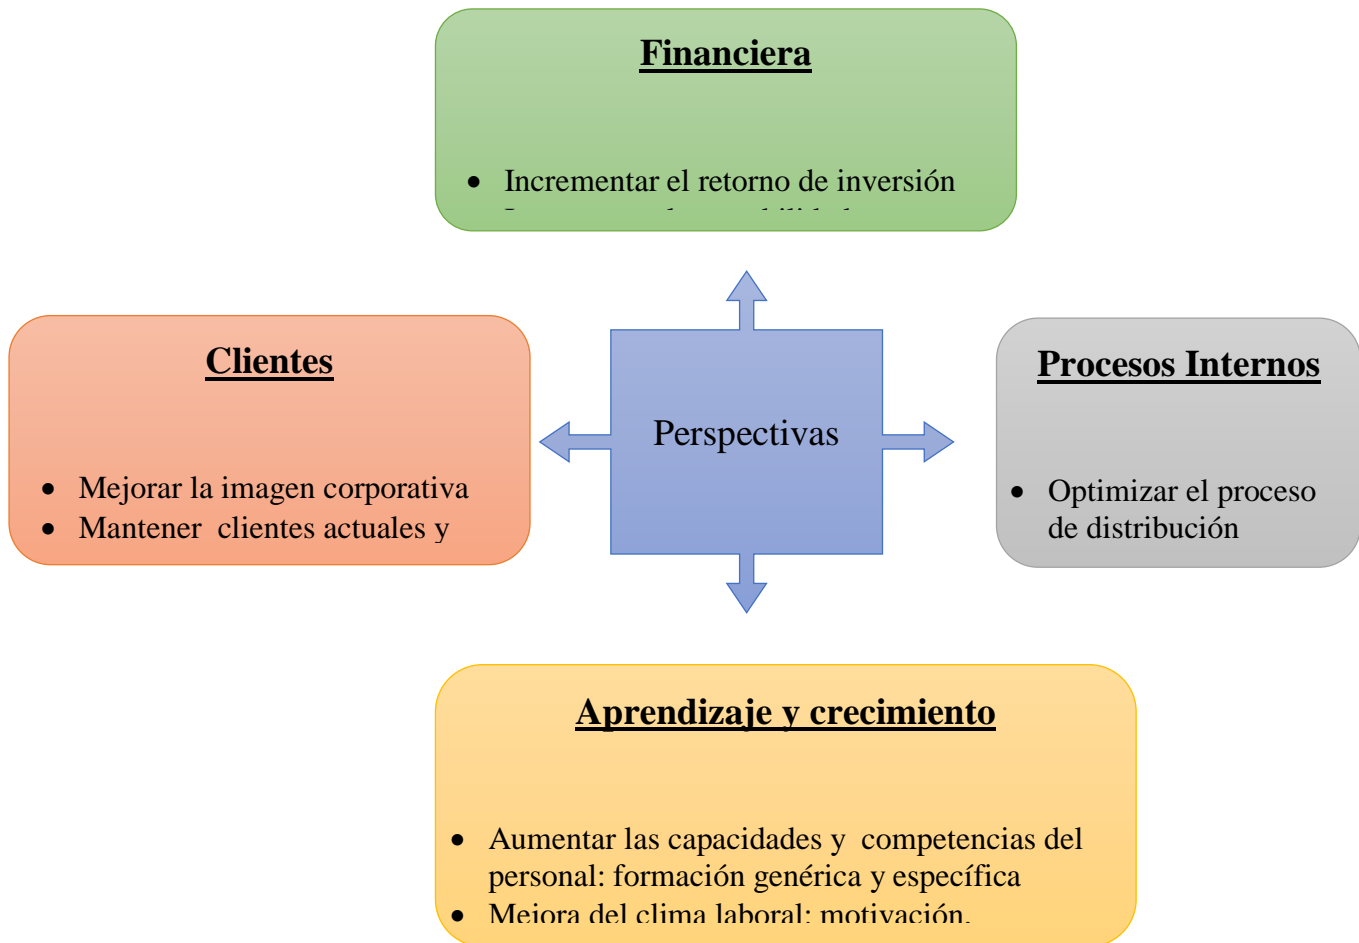 Financiera
• Incrementar el retorno de inversión
Clientes
• Mejorar la imagen corporativa
• Mantener  clientes actuales y
Perspectivas
Procesos Internos
• Optimizar el proceso
de distribución
Aprendizaje y crecimiento
• Aumentar las capacidades y  competencias del
personal: formación genérica y específica
• Mejora del clima laboral: motivación,